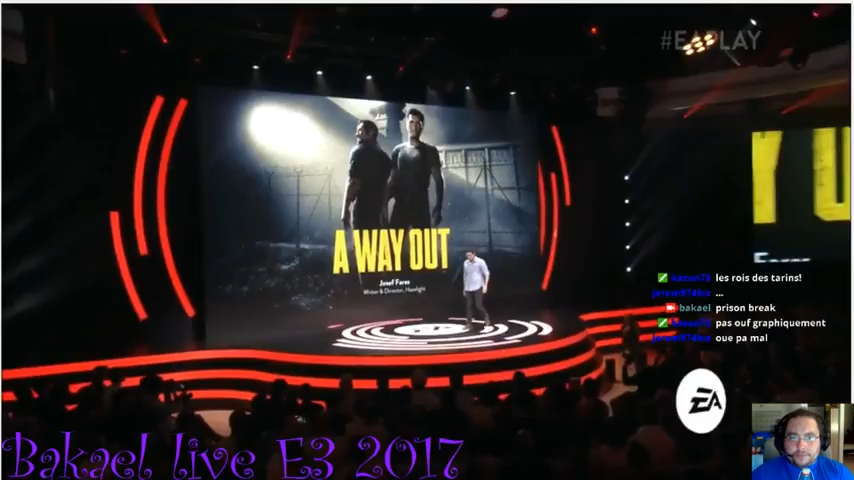 #EAPLAY
A WAY OUT
Josef Fares
Writer & Director, Hazelight
Y U
Fares
les rois des tarins!
...
bakael prison break
pas ouf graphiquement
oue pa mal
EA
Bakael live E3 2017